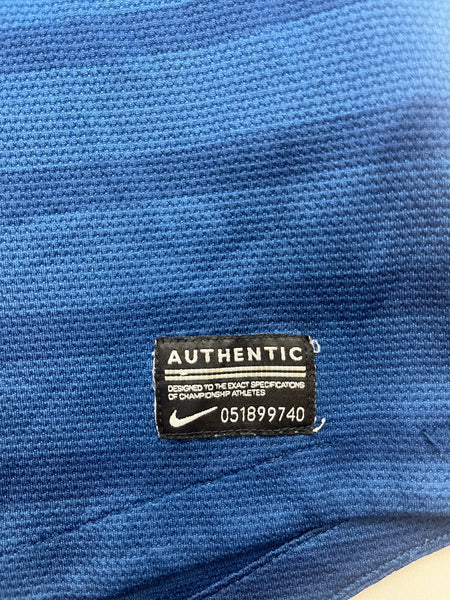 AUTHENTIC
DESIGNED TO THE EXACT SPECIFICATIONS
OF CHAMPIONSHIP ATHLETES
051899740